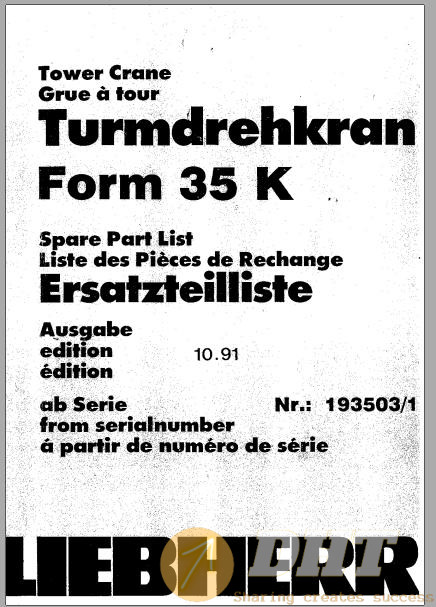 Tower Crane
Grue à tour
Turmdrehkran
Form 35 K
Spare Part List
Liste des Pièces de Rechange
Ersatzteilliste
Ausgabe
edition 10.91
édition
ab Serie Nr.: 193503/1
from serialnumber
á partir de numéro de série
LIEBHERR
Sharing creates success